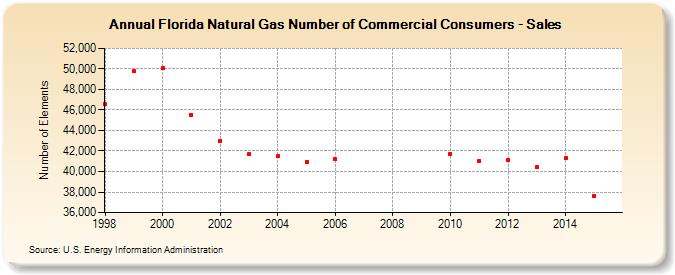 Annual Florida Natural Gas Number of Commercial Consumers - Sales
Number of Elements
52,000
50,000
48,000
46,000
44,000
42,000
40,000
38,000
36,000
1998 2000 2002 2004 2006 2008 2010 2012 2014
Source: U.S. Energy Information Administration